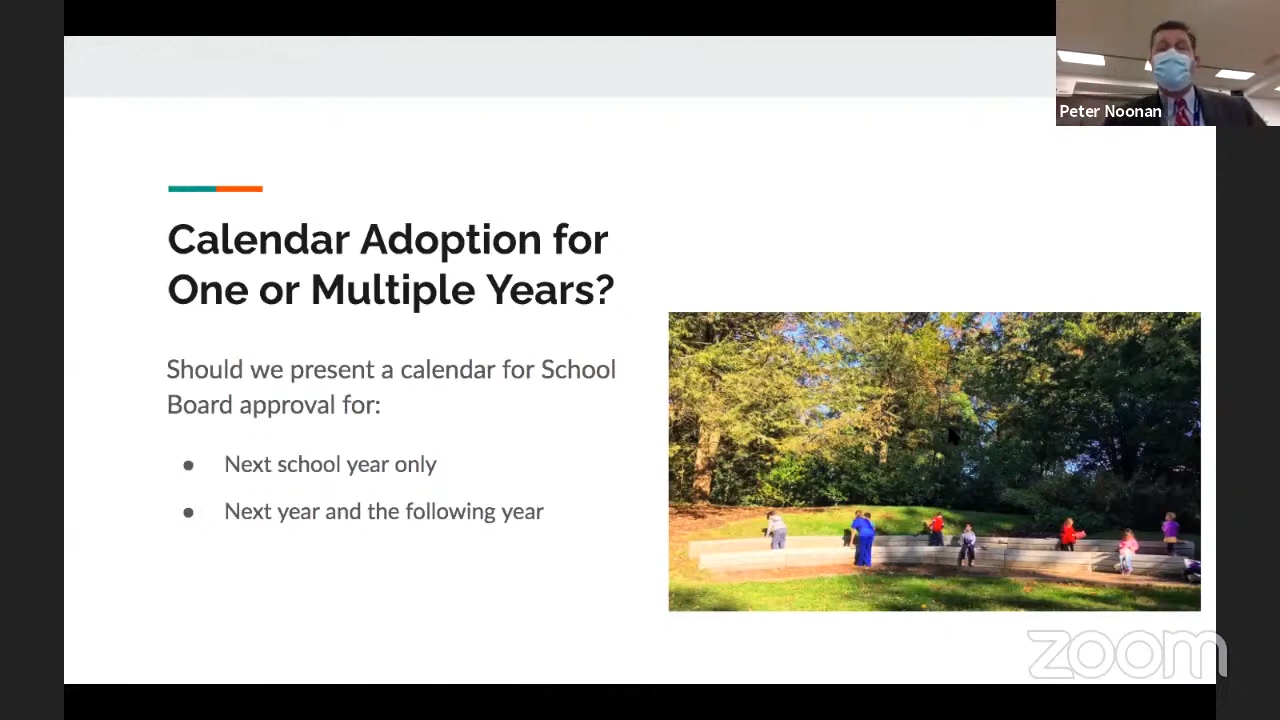 Peter Noonan
Calendar Adoption for
One or Multiple Years?
Should we present a calendar for School
Board approval for:
● Next school year only
● Next year and the following year
zoom